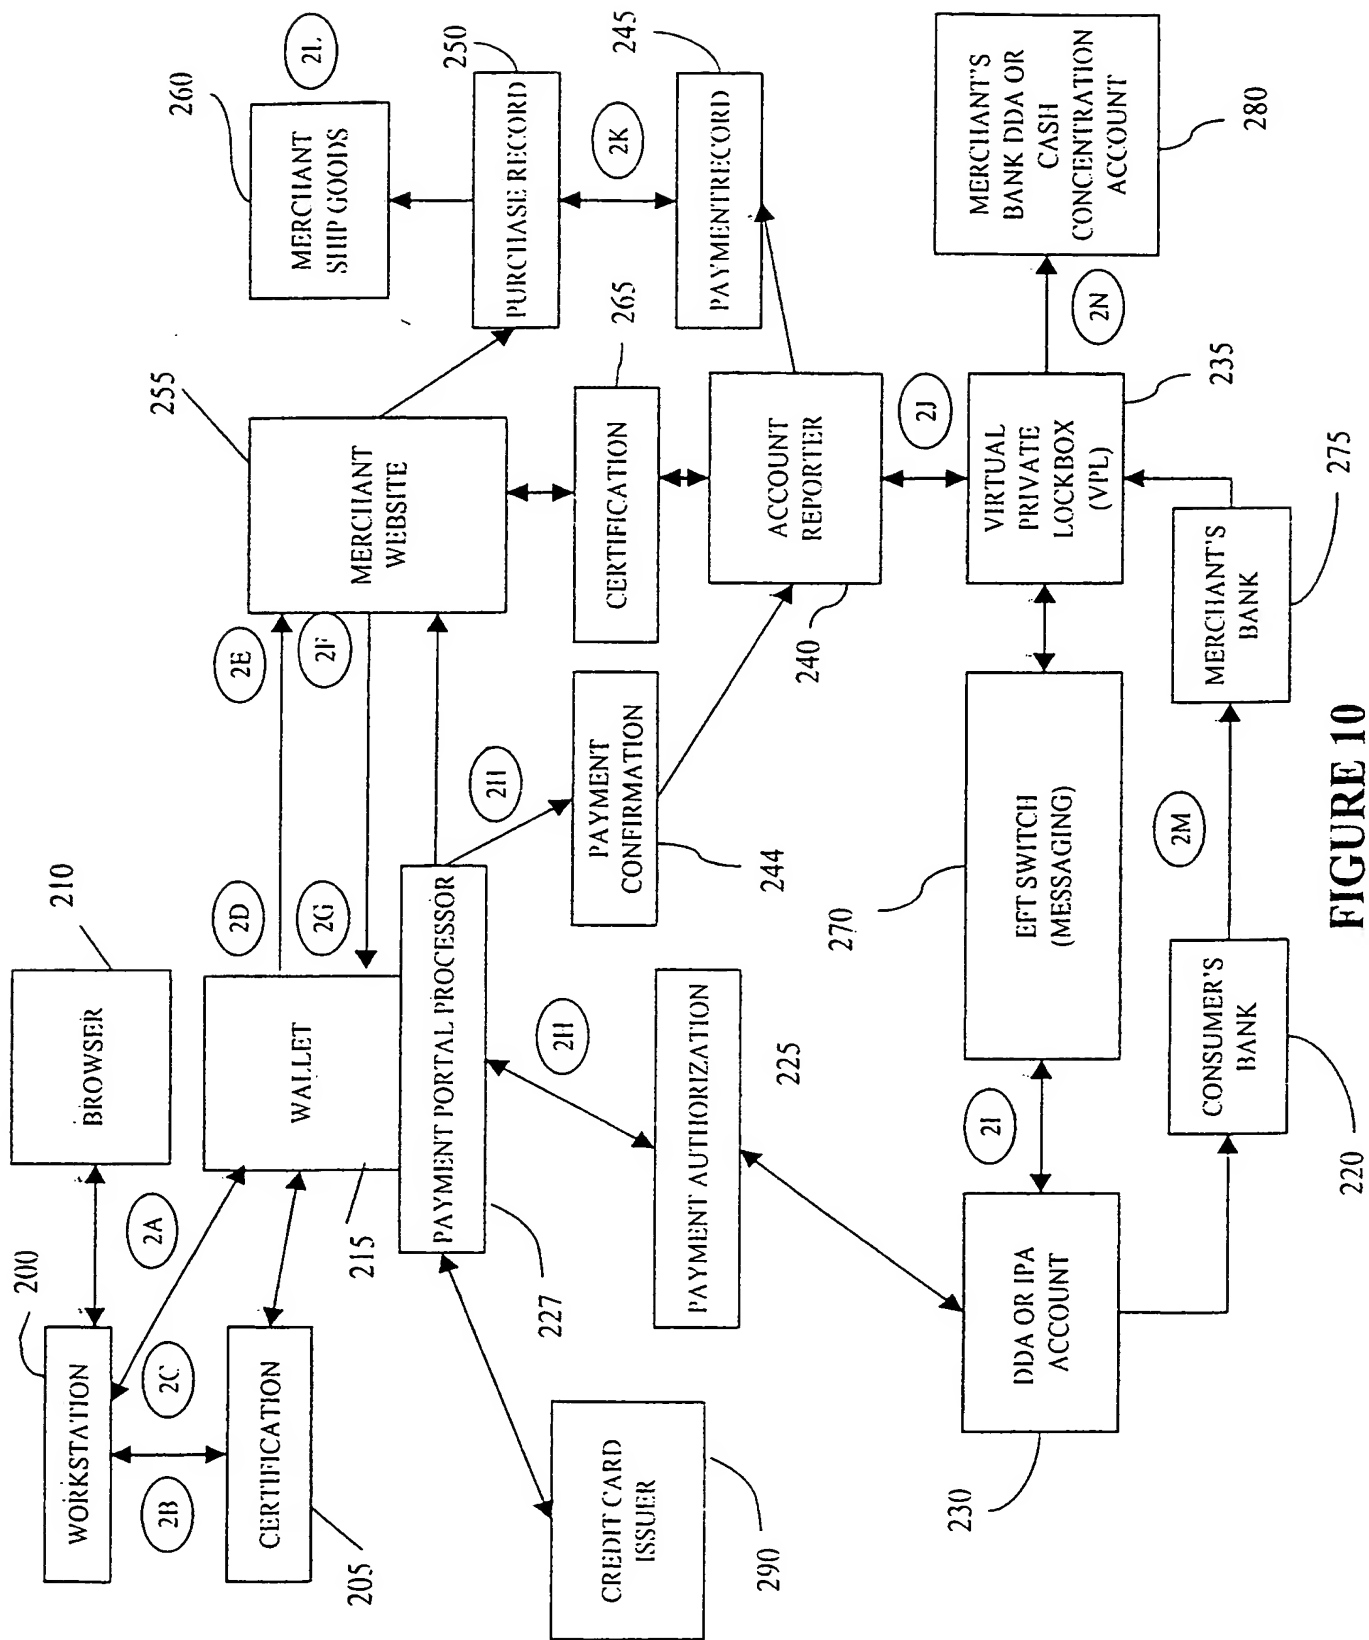 WORKSTATION
200
BROWSER
210
2B
2C
2A
CERTIFICATION
205
WALLET
215
2D
2E
2G
2F
MERCHANT
WEBSITE
255
MERCHANT
SHIP GOODS
260
2L
PAYMENT PORTAL PROCESSOR
227
2H
2H
PURCHASE RECORD
250
CREDIT CARD
ISSUER
290
PAYMENT
CONFIRMATION
244
CERTIFICATION
265
2K
PAYMENT AUTHORIZATION
225
PAYMENTRECORD
245
ACCOUNT
REPORTER
240
2J
DDA OR IPA
ACCOUNT
230
2I
EFT SWITCH
(MESSAGING)
270
VIRTUAL
PRIVATE
LOCKBOX
(VPL)
235
2N
MERCHANT'S
BANK DDA OR
CASH
CONCENTRATION
ACCOUNT
280
CONSUMER'S
BANK
220
2M
MERCHANT'S
BANK
275
FIGURE 10